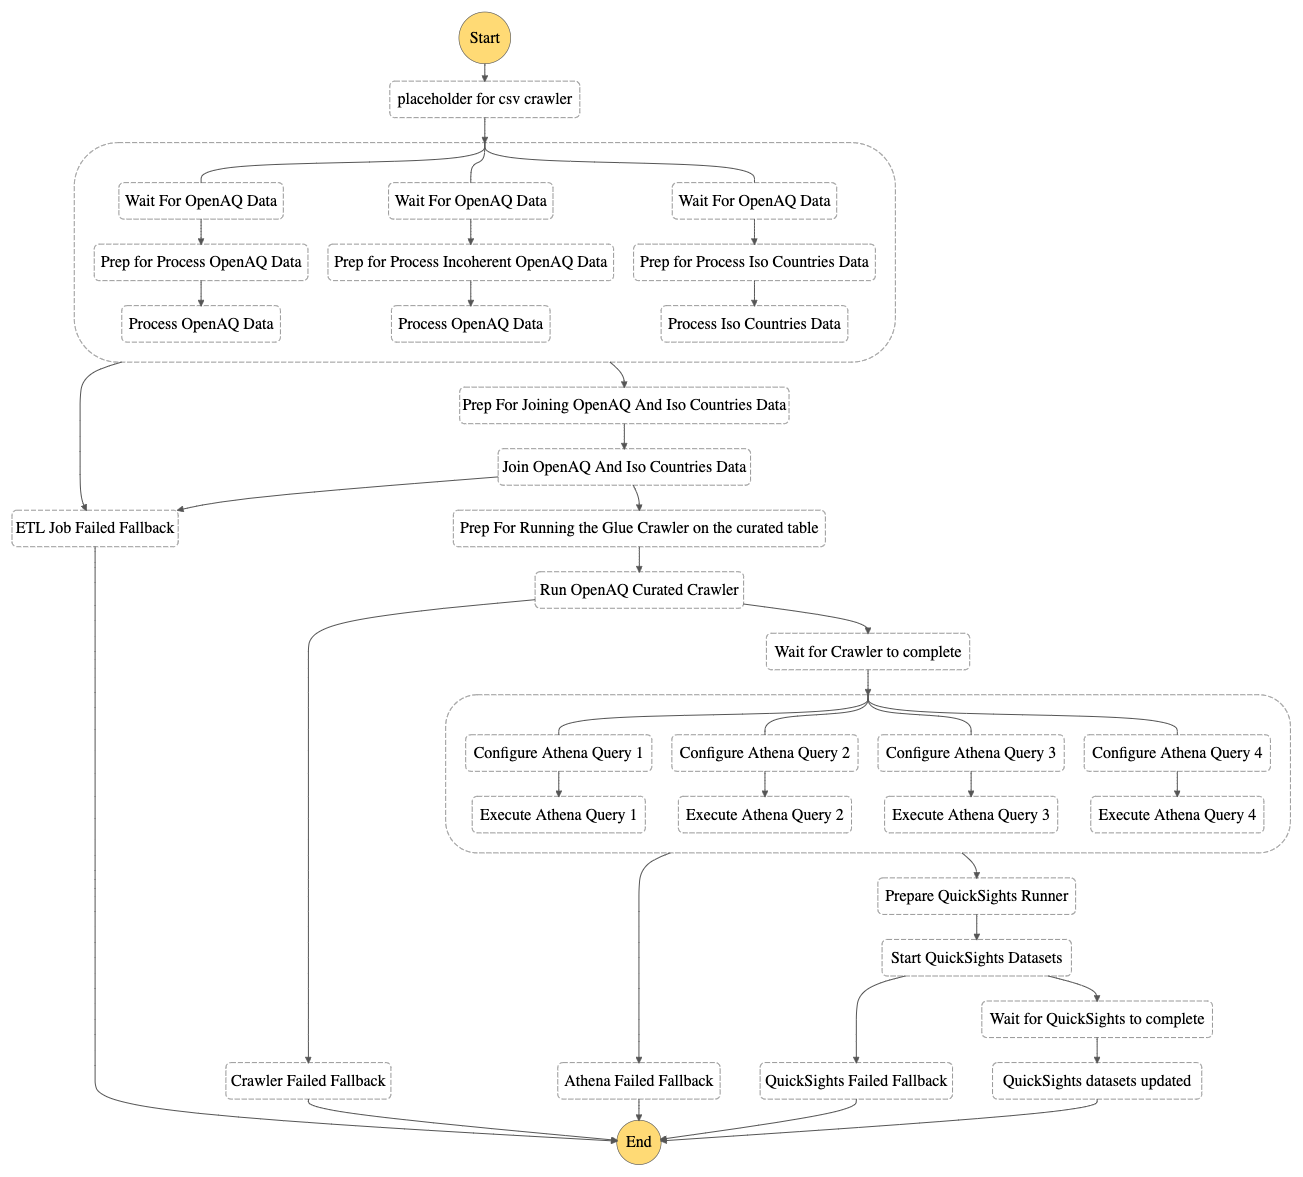 Start
placeholder for csv crawler
Wait For OpenAQ Data
Wait For OpenAQ Data
Wait For OpenAQ Data
Prep for Process OpenAQ Data
Prep for Process Incoherent OpenAQ Data
Prep for Process Iso Countries Data
Process OpenAQ Data
Process OpenAQ Data
Process Iso Countries Data
Prep For Joining OpenAQ And Iso Countries Data
Join OpenAQ And Iso Countries Data
ETL Job Failed Fallback
Prep For Running the Glue Crawler on the curated table
Run OpenAQ Curated Crawler
Wait for Crawler to complete
Configure Athena Query 1
Configure Athena Query 2
Configure Athena Query 3
Configure Athena Query 4
Execute Athena Query 1
Execute Athena Query 2
Execute Athena Query 3
Execute Athena Query 4
Prepare QuickSights Runner
Start QuickSights Datasets
Wait for QuickSights to complete
Crawler Failed Fallback
Athena Failed Fallback
QuickSights Failed Fallback
QuickSights datasets updated
End